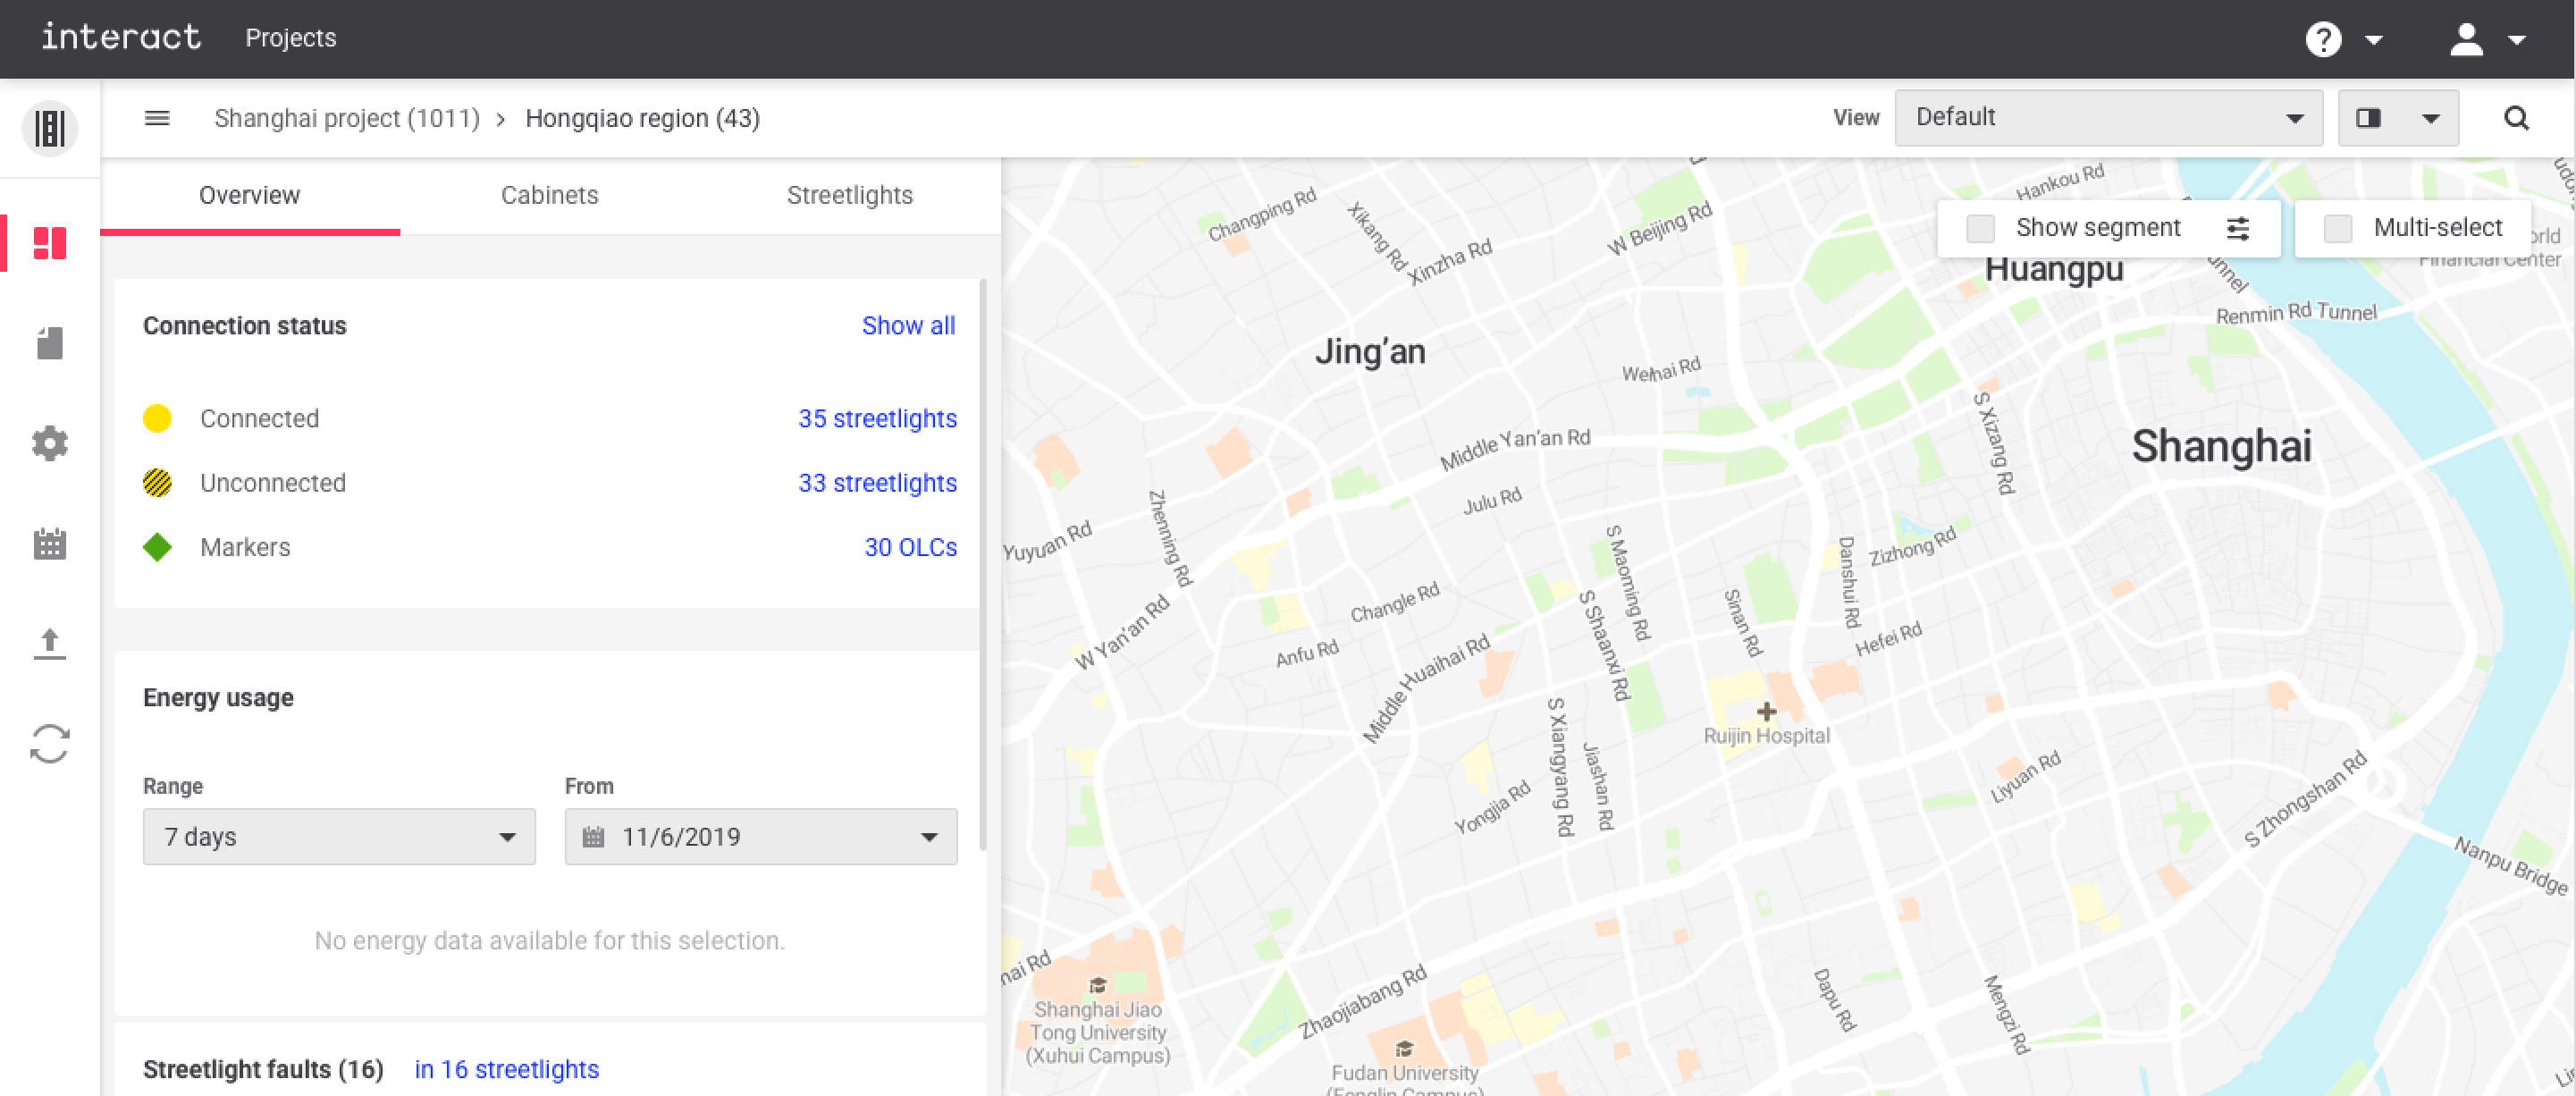 interact Projects
Shanghai project (1011) > Hongqiao region (43)
View Default
Overview Cabinets Streetlights
Connection status Show all
Connected 35 streetlights
Unconnected 33 streetlights
Markers 30 OLCs
Energy usage
Range From
7 days 11/6/2019
No energy data available for this selection.
Streetlight faults (16) in 16 streetlights
Show segment
Multi-select
Hankou Rd
Changping Rd
Xikang Rd
Xinzha Rd
W Beijing Rd
Huangpu
Financial Center
Renmin Rd Tunnel
Jing’an
Weihai Rd
S Xizang Rd
Shanghai
Middle Yan’an Rd
Julu Rd
Zhenning Rd
Yuyuan Rd
S Maoming Rd
Danshui Rd
Zizhong Rd
Changle Rd
S Shaanxi Rd
Sinan Rd
Hefei Rd
W Yan’an Rd
Anfu Rd
Middle Huaihai Rd
S Xiangyang Rd
Jiashan Rd
Ruijin Hospital
Yongjia Rd
Liyuan Rd
S Zhongshan Rd
Nanpu Bridge
Rd
Shanghai Jiao
Tong University
(Xuhui Campus)
Zhaojiabang Rd
Dapu Rd
Mengzi Rd
Fudan University
(Fenglin Campus)